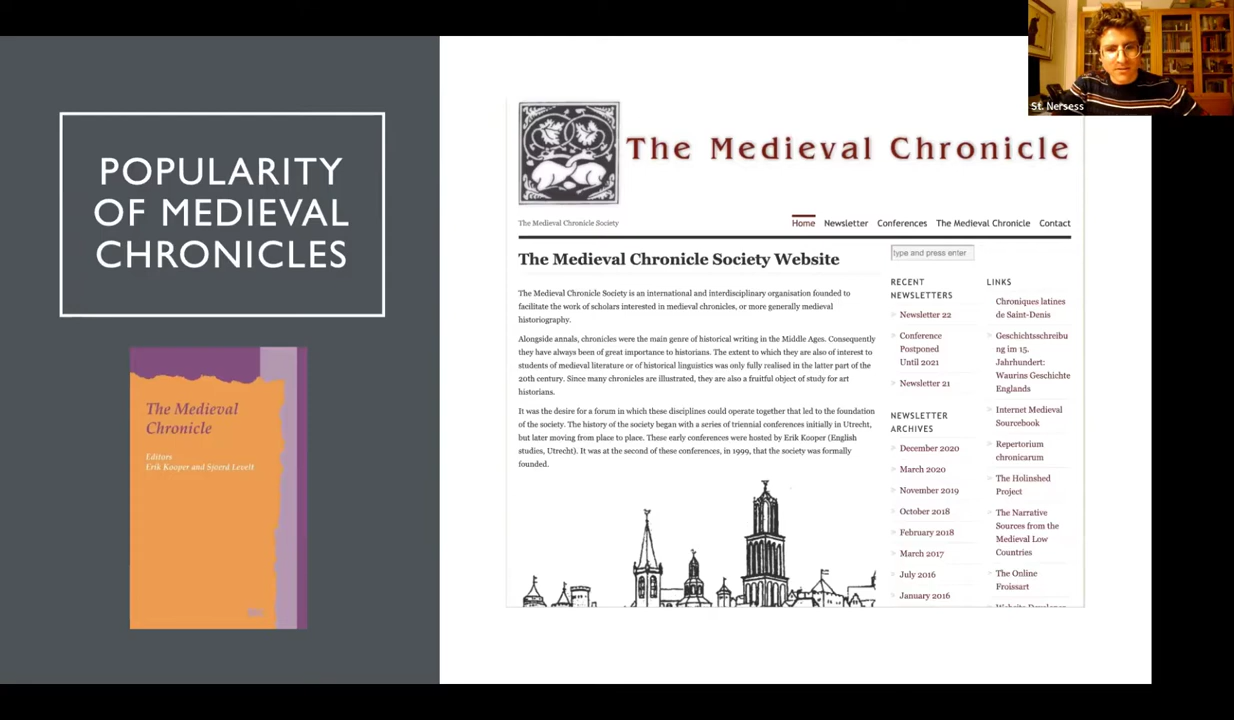 POPULARITY
OF MEDIEVAL
CHRONICLES
The Medieval
Chronicle
Editors
Erik Kooper and Sjoerd Levelt
The Medieval Chronicle
The Medieval Chronicle Society
Home Newsletter Conferences The Medieval Chronicle Contact
The Medieval Chronicle Society Website
The Medieval Chronicle Society is an international and interdisciplinary organisation founded to
facilitate the work of scholars interested in medieval chronicles, or more generally medieval
historiography.
Alongside annals, chronicles were the main genre of historical writing in the Middle Ages. Consequently
they have always been of great importance to historians. The extent to which they are also of interest to
students of medieval literature or of historical linguistics was only fully realised in the latter part of the
20th century. Since many chronicles are illustrated, they are also a fruitful object of study for art
historians.
It was the desire for a forum in which these disciplines could operate together that led to the foundation
of the society. The history of the society began with a series of triennial conferences initially in Utrecht,
but later moving from place to place. These early conferences were hosted by Erik Kooper (English
studies, Utrecht). It was at the second of these conferences, in 1999, that the society was formally
founded.
type and press enter
RECENT
NEWSLETTERS
Newsletter 22
Conference
Postponed
Until 2021
Newsletter 21
NEWSLETTER
ARCHIVES
December 2020
March 2020
November 2019
October 2018
February 2018
March 2017
July 2016
January 2016
LINKS
Chroniques latines
de Saint-Denis
Geschichtsschreibu
ng im 15.
Jahrhundert:
Waurins Geschichte
Englands
Internet Medieval
Sourcebook
Repertorium
chronicarum
The Holinshed
Project
The Narrative
Sources from the
Medieval Low
Countries
The Online
Froissart
Website Developer
St. Nersess